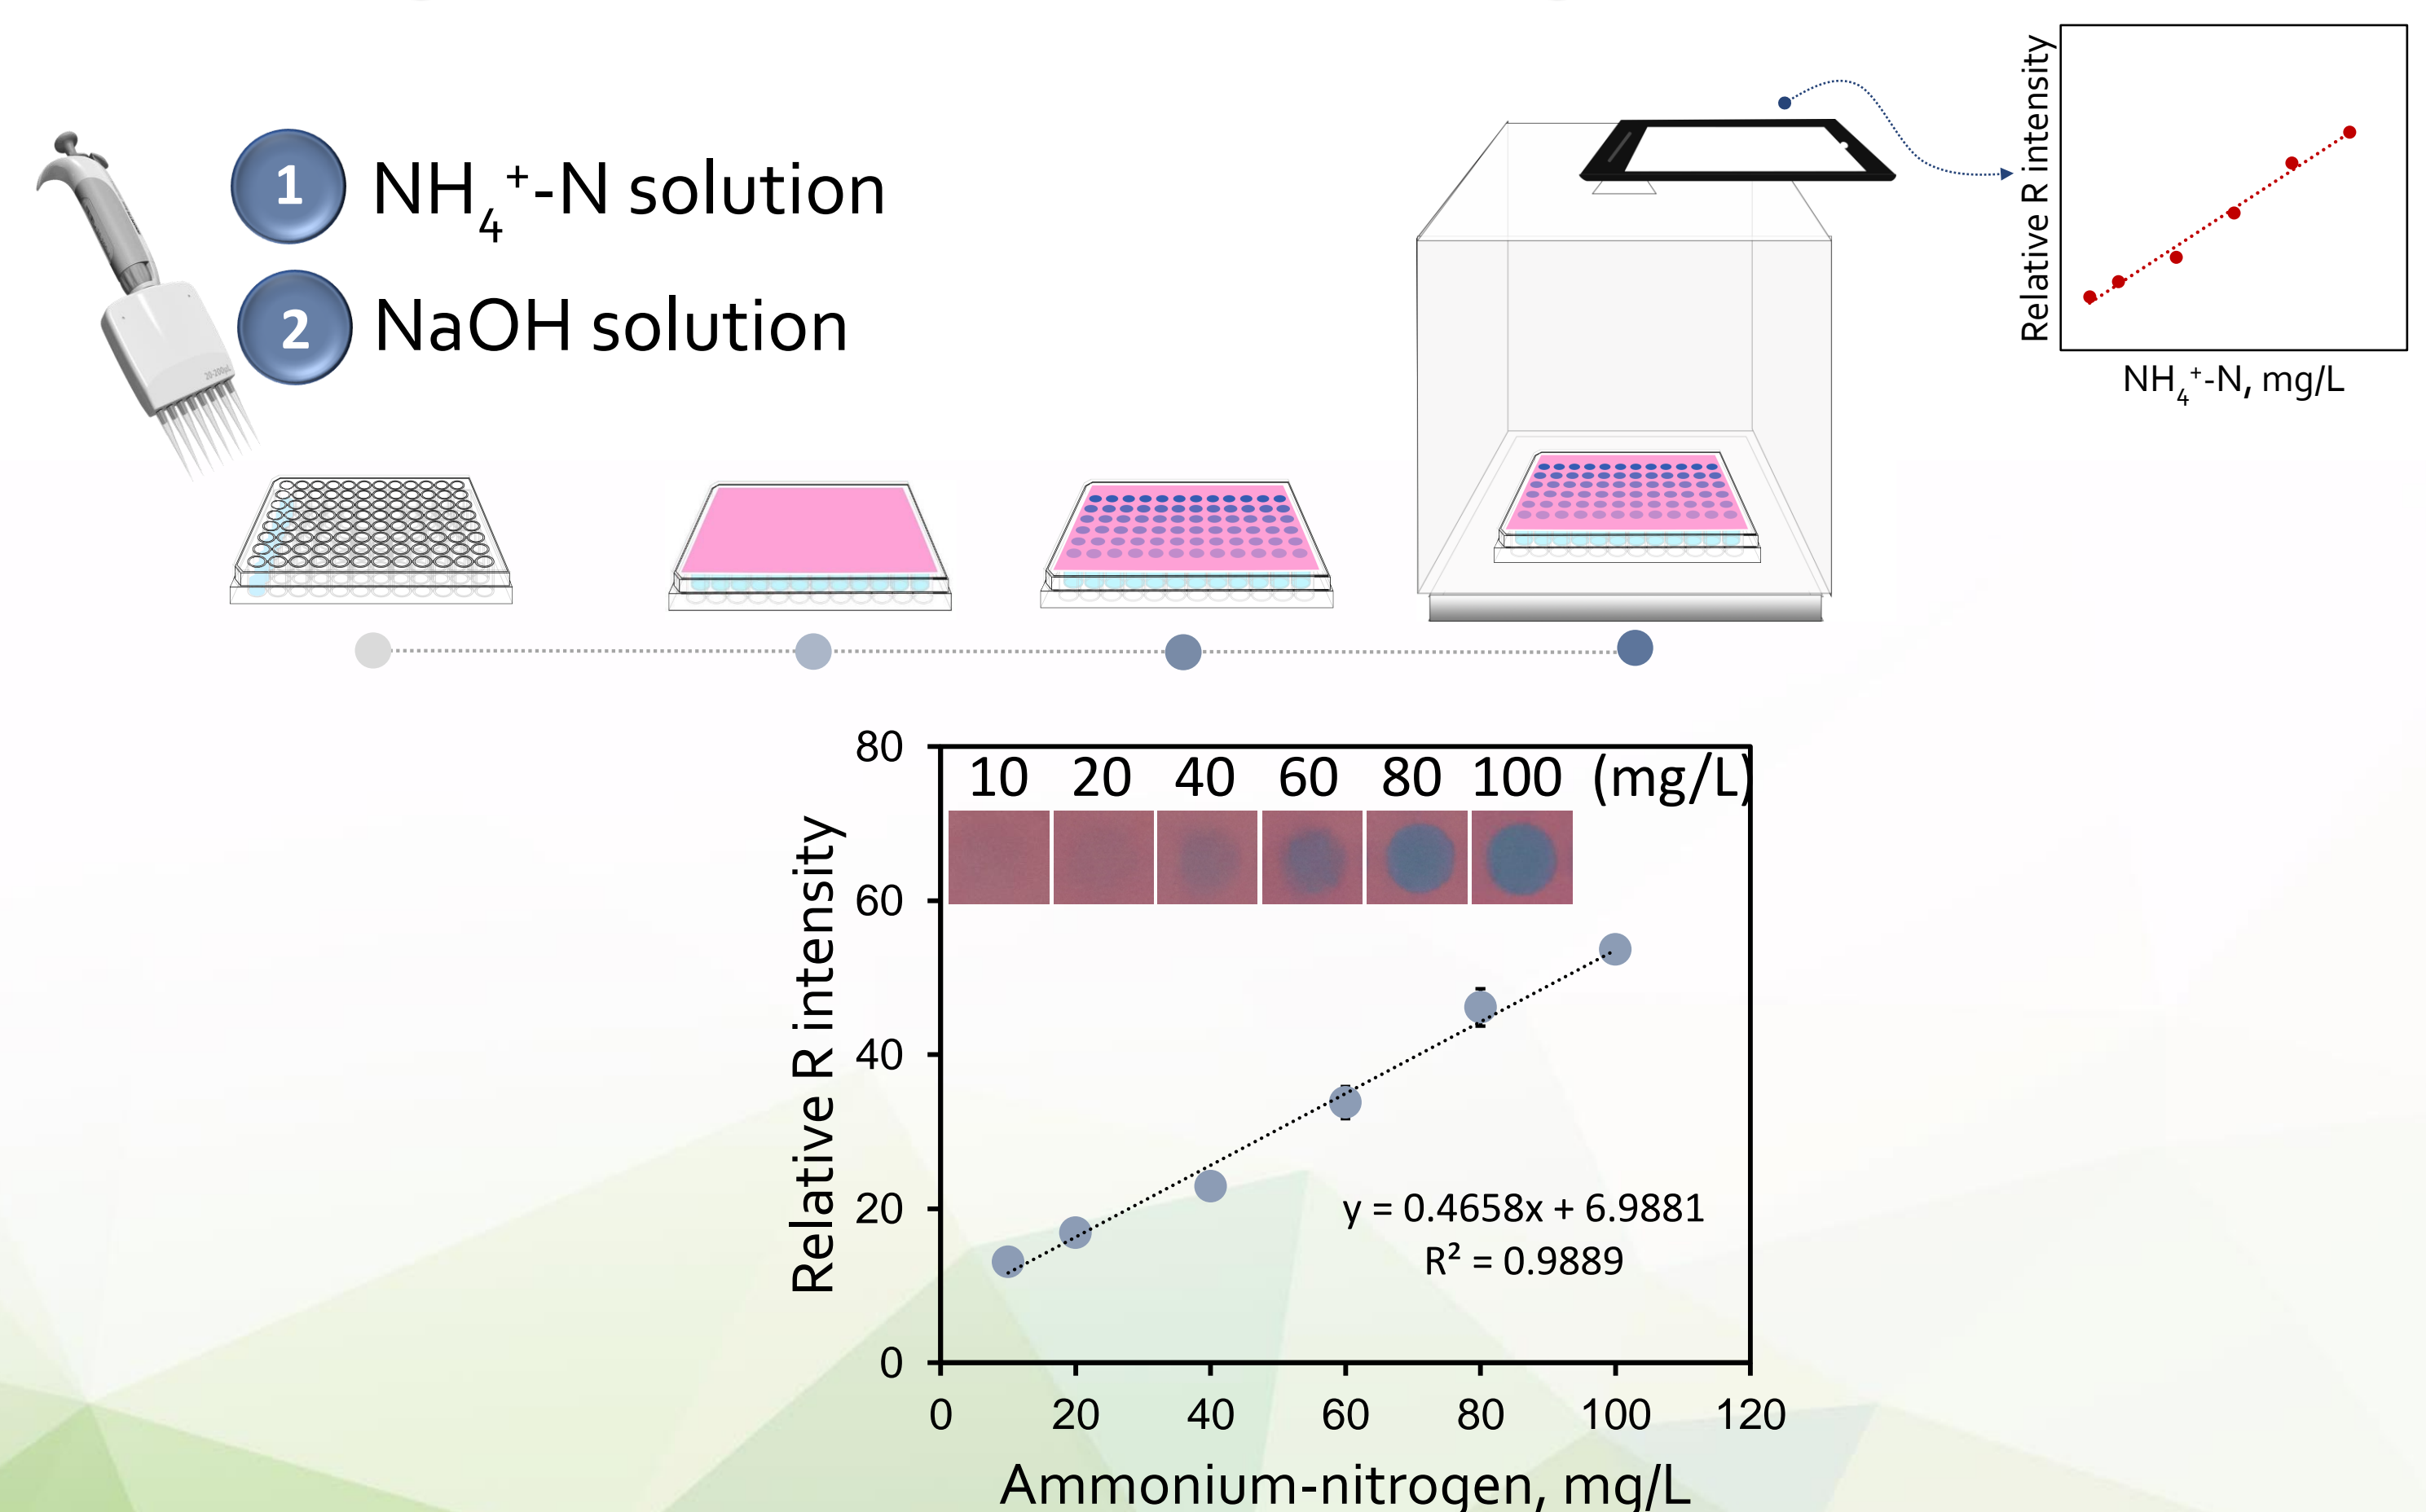 1 NH₄⁺-N solution
2 NaOH solution
20-200µL
Relative R intensity
NH₄⁺-N, mg/L
80
60
40
20
0
Relative R intensity
10 20 40 60 80 100 (mg/L)
y = 0.4658x + 6.9881
R² = 0.9889
0 20 40 60 80 100 120
Ammonium-nitrogen, mg/L